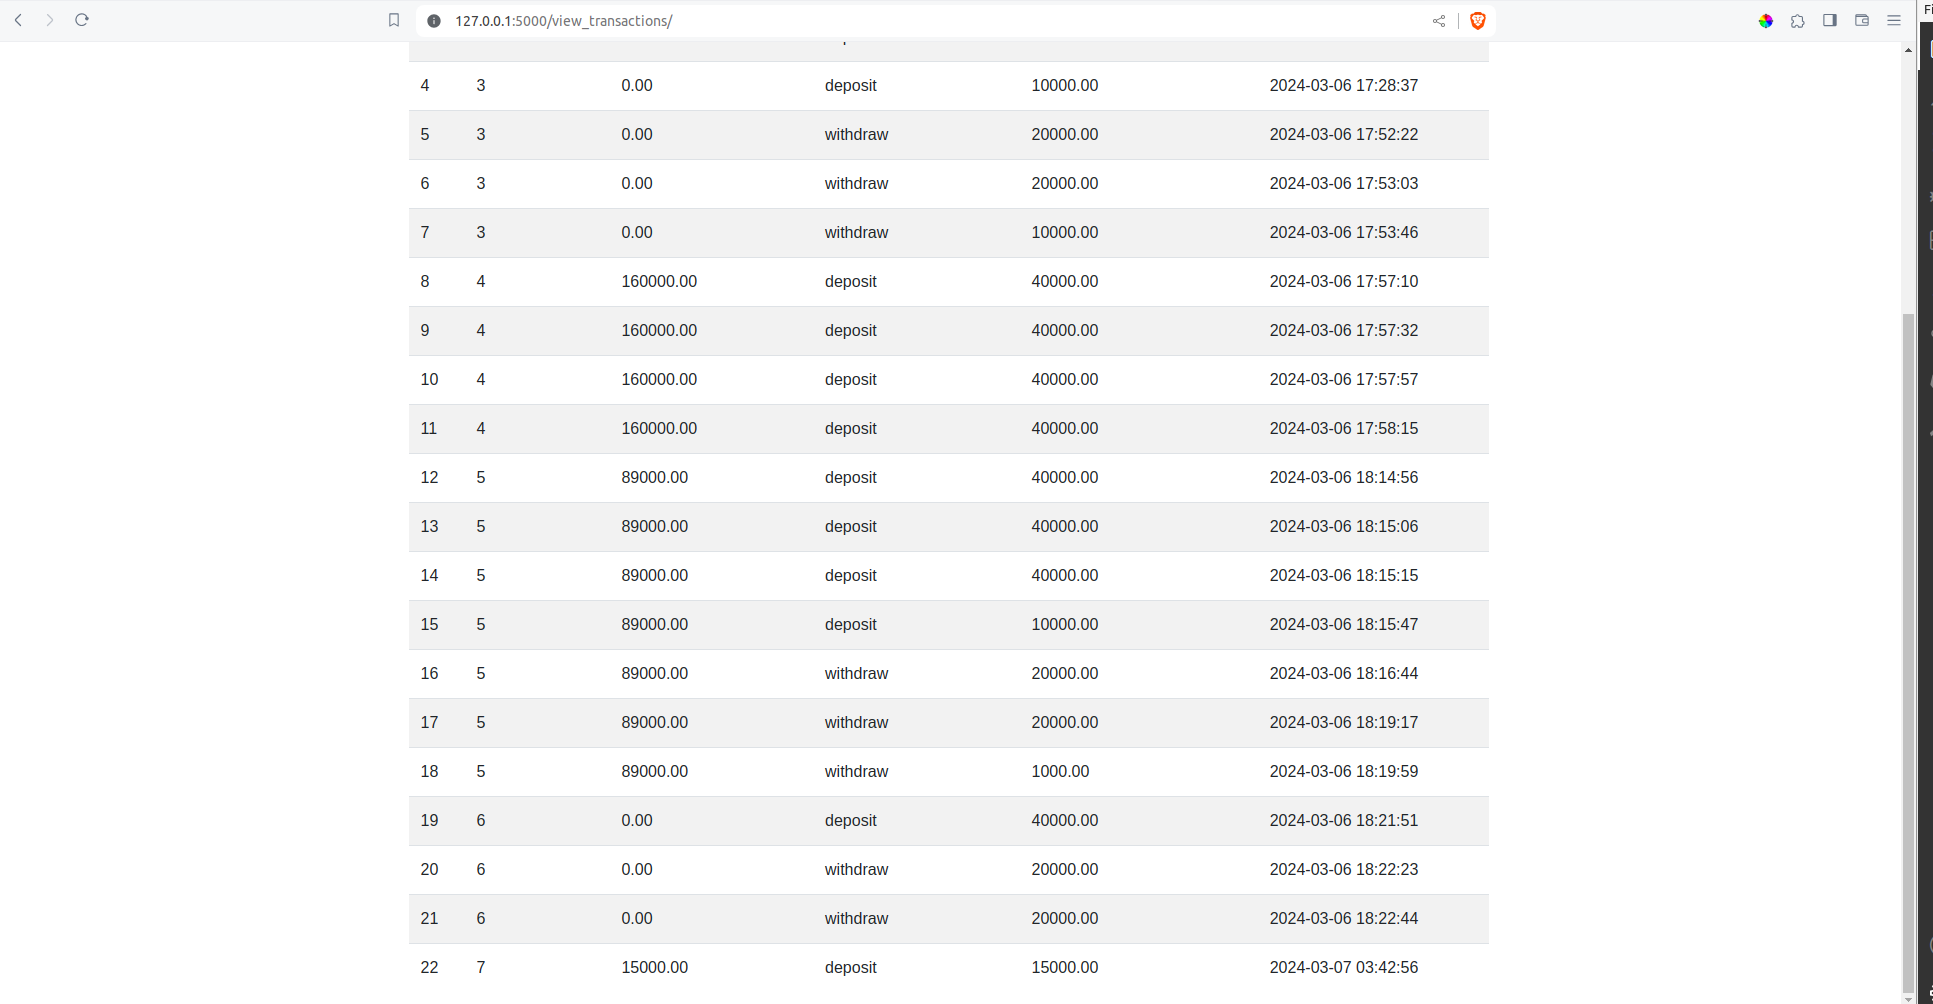 127.0.0.1:5000/view_transactions/
4 3 0.00 deposit 10000.00 2024-03-06 17:28:37
5 3 0.00 withdraw 20000.00 2024-03-06 17:52:22
6 3 0.00 withdraw 20000.00 2024-03-06 17:53:03
7 3 0.00 withdraw 10000.00 2024-03-06 17:53:46
8 4 160000.00 deposit 40000.00 2024-03-06 17:57:10
9 4 160000.00 deposit 40000.00 2024-03-06 17:57:32
10 4 160000.00 deposit 40000.00 2024-03-06 17:57:57
11 4 160000.00 deposit 40000.00 2024-03-06 17:58:15
12 5 89000.00 deposit 40000.00 2024-03-06 18:14:56
13 5 89000.00 deposit 40000.00 2024-03-06 18:15:06
14 5 89000.00 deposit 40000.00 2024-03-06 18:15:15
15 5 89000.00 deposit 10000.00 2024-03-06 18:15:47
16 5 89000.00 withdraw 20000.00 2024-03-06 18:16:44
17 5 89000.00 withdraw 20000.00 2024-03-06 18:19:17
18 5 89000.00 withdraw 1000.00 2024-03-06 18:19:59
19 6 0.00 deposit 40000.00 2024-03-06 18:21:51
20 6 0.00 withdraw 20000.00 2024-03-06 18:22:23
21 6 0.00 withdraw 20000.00 2024-03-06 18:22:44
22 7 15000.00 deposit 15000.00 2024-03-07 03:42:56